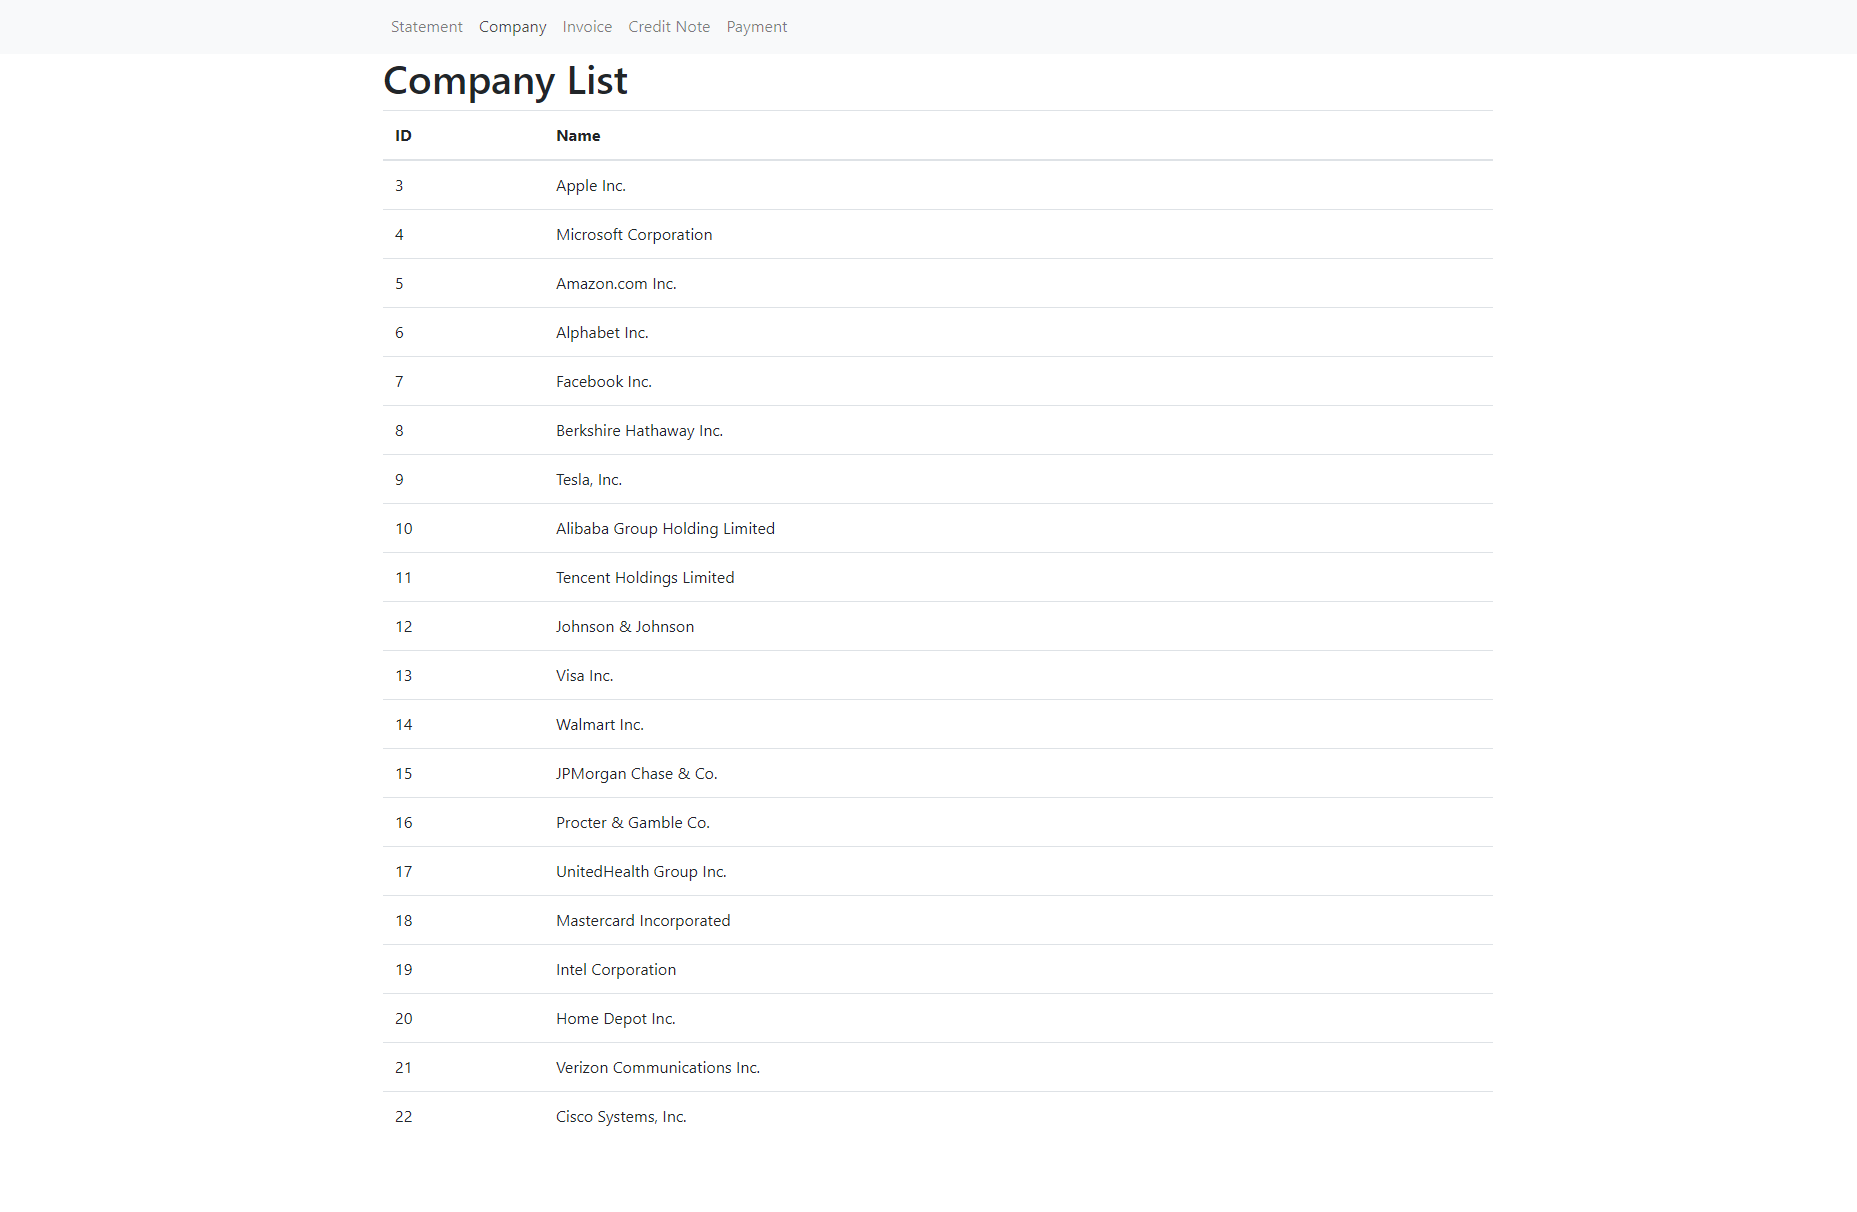 Statement Company Invoice Credit Note Payment
Company List
ID Name
3 Apple Inc.
4 Microsoft Corporation
5 Amazon.com Inc.
6 Alphabet Inc.
7 Facebook Inc.
8 Berkshire Hathaway Inc.
9 Tesla, Inc.
10 Alibaba Group Holding Limited
11 Tencent Holdings Limited
12 Johnson & Johnson
13 Visa Inc.
14 Walmart Inc.
15 JPMorgan Chase & Co.
16 Procter & Gamble Co.
17 UnitedHealth Group Inc.
18 Mastercard Incorporated
19 Intel Corporation
20 Home Depot Inc.
21 Verizon Communications Inc.
22 Cisco Systems, Inc.